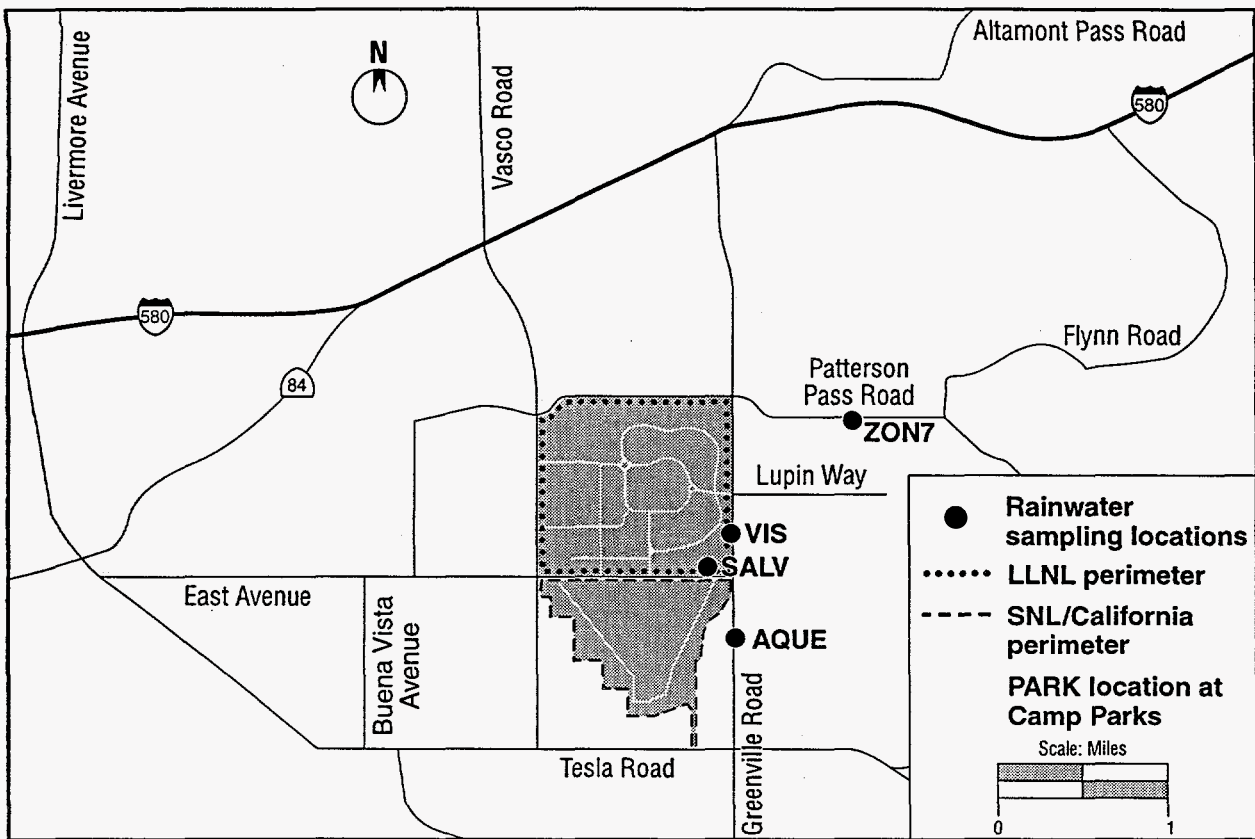 Altamont Pass Road
N
Livermore Avenue
Vasco Road
580
580
Flynn Road
84
Patterson
Pass Road
ZON7
Lupin Way
VIS
SALV
East Avenue
Buena Vista
Avenue
AQUE
Greenville Road
Tesla Road
Rainwater
sampling locations
LLNL perimeter
SNL/California
perimeter
PARK location at
Camp Parks
Scale: Miles
0 1